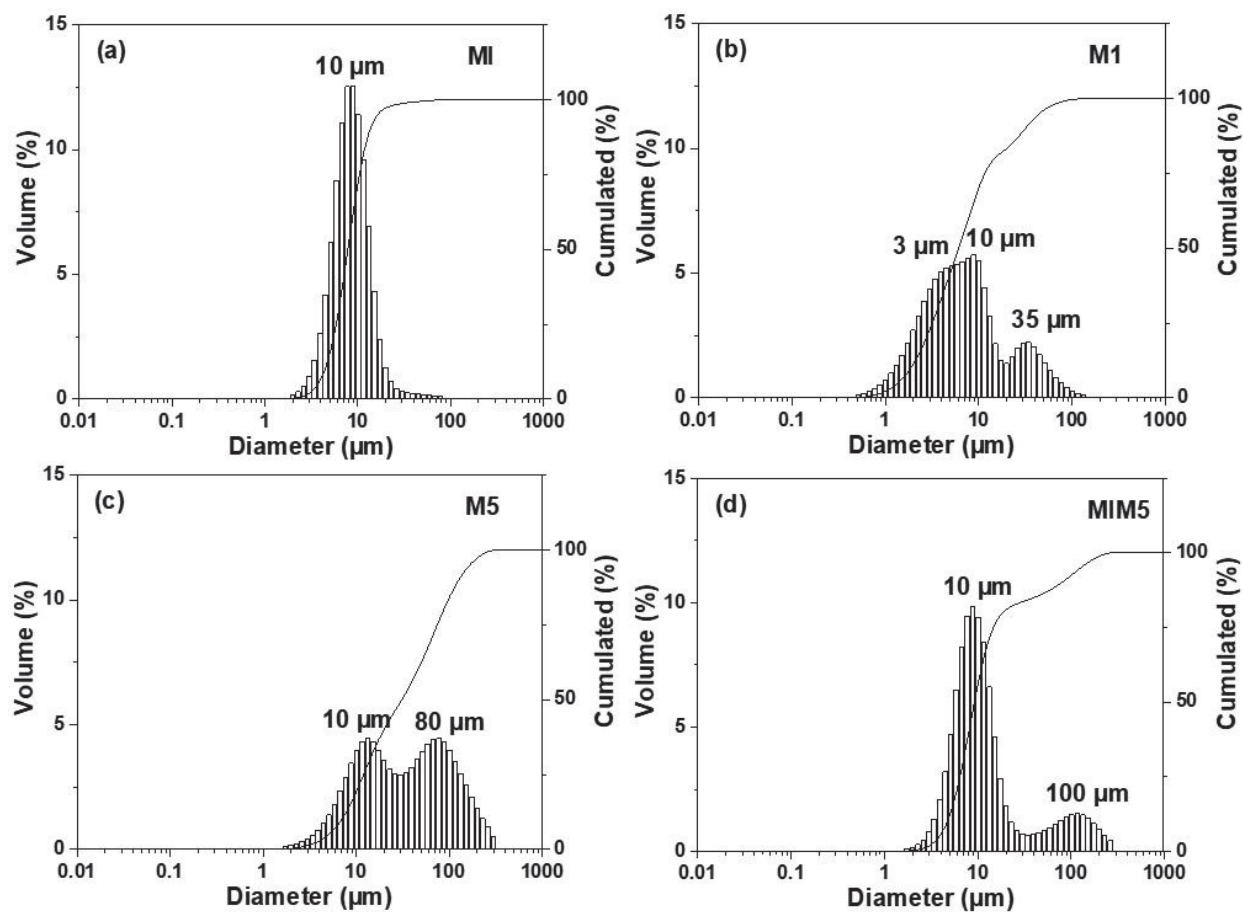 (a)
MI
10 µm
15
10
5
0
Volume (%)
100
50
0
Cumulated (%)
0.01 0.1 1 10 100 1000
Diameter (µm)
(b)
M1
3 µm
10 µm
35 µm
15
10
5
0
Volume (%)
100
50
0
Cumulated (%)
0.01 0.1 1 10 100 1000
Diameter (µm)
(c)
M5
10 µm
80 µm
15
10
5
0
Volume (%)
100
50
0
Cumulated (%)
0.01 0.1 1 10 100 1000
Diameter (µm)
(d)
MIM5
10 µm
100 µm
15
10
5
0
Volume (%)
100
50
0
Cumulated (%)
0.01 0.1 1 10 100 1000
Diameter (µm)